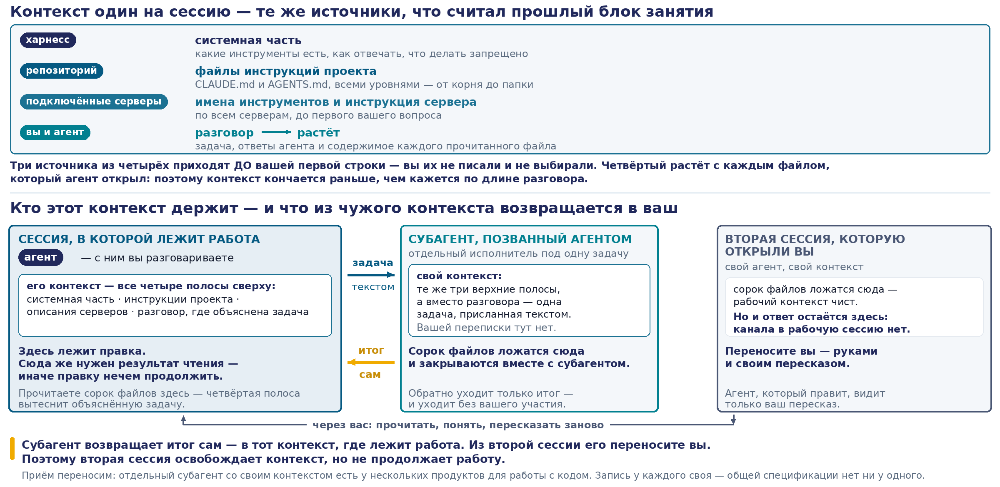 Контекст один на сессию — те же источники, что считал прошлый блок занятия
харнесс
системная часть
какие инструменты есть, как отвечать, что делать запрещено
репозиторий
файлы инструкций проекта
CLAUDE.md и AGENTS.md, всеми уровнями — от корня до папки
подключённые серверы
имена инструментов и инструкция сервера
по всем серверам, до первого вашего вопроса
вы и агент
разговор → растёт
задача, ответы агента и содержимое каждого прочитанного файла
Три источника из четырёх приходят ДО вашей первой строки — вы их не писали и не выбирали. Четвёртый растёт с каждым файлом,
который агент открыл: поэтому контекст кончается раньше, чем кажется по длине разговора.
Кто этот контекст держит — и что из чужого контекста возвращается в ваш
СЕССИЯ, В КОТОРОЙ ЛЕЖИТ РАБОТА
агент — с ним вы разговариваете
его контекст — все четыре полосы сверху:
системная часть · инструкции проекта ·
описания серверов · разговор, где объяснена задача
Здесь лежит правка.
Сюда же нужен результат чтения —
иначе правку нечем продолжить.
Прочитаете сорок файлов здесь — четвёртая полоса
вытеснит объяснённую задачу.
задача
текстом
итог
сам
СУБАГЕНТ, ПОЗВАННЫЙ АГЕНТОМ
отдельный исполнитель под одну задачу
свой контекст:
те же три верхние полосы,
а вместо разговора — одна
задача, присланная текстом.
Вашей переписки тут нет.
Сорок файлов ложатся сюда
и закрываются вместе с субагентом.
Обратно уходит только итог —
и уходит без вашего участия.
ВТОРАЯ СЕССИЯ, КОТОРУЮ
ОТКРЫЛИ ВЫ
свой агент, свой контекст
сорок файлов ложатся сюда —
рабочий контекст чист.
Но и ответ остаётся здесь:
канала в рабочую сессию нет.
Переносите вы — руками
и своим пересказом.
Агент, который правит, видит
только ваш пересказ.
через вас: прочитать, понять, пересказать заново
Субагент возвращает итог сам — в тот контекст, где лежит работа. Из второй сессии его переносите вы.
Поэтому вторая сессия освобождает контекст, но не продолжает работу.
Приём переносим: отдельный субагент со своим контекстом есть у нескольких продуктов для работы с кодом. Запись у каждого своя — общей спецификации нет ни у одного.